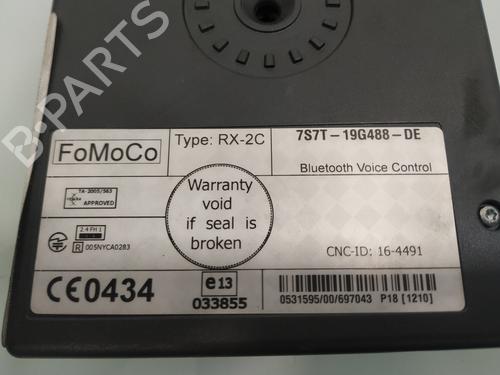 B-PARTS
FoMoCo
Type: RX-2C
7S7T-19G488-DE
Bluetooth Voice Control
TA-2005/563
APPROVED
Warranty
void
if seal is
broken
2.4 FH 1
R 005NYCA0283
CNC-ID: 16-4491
CE0434
e13
033855
0531595/00/697043 P18 [1210]